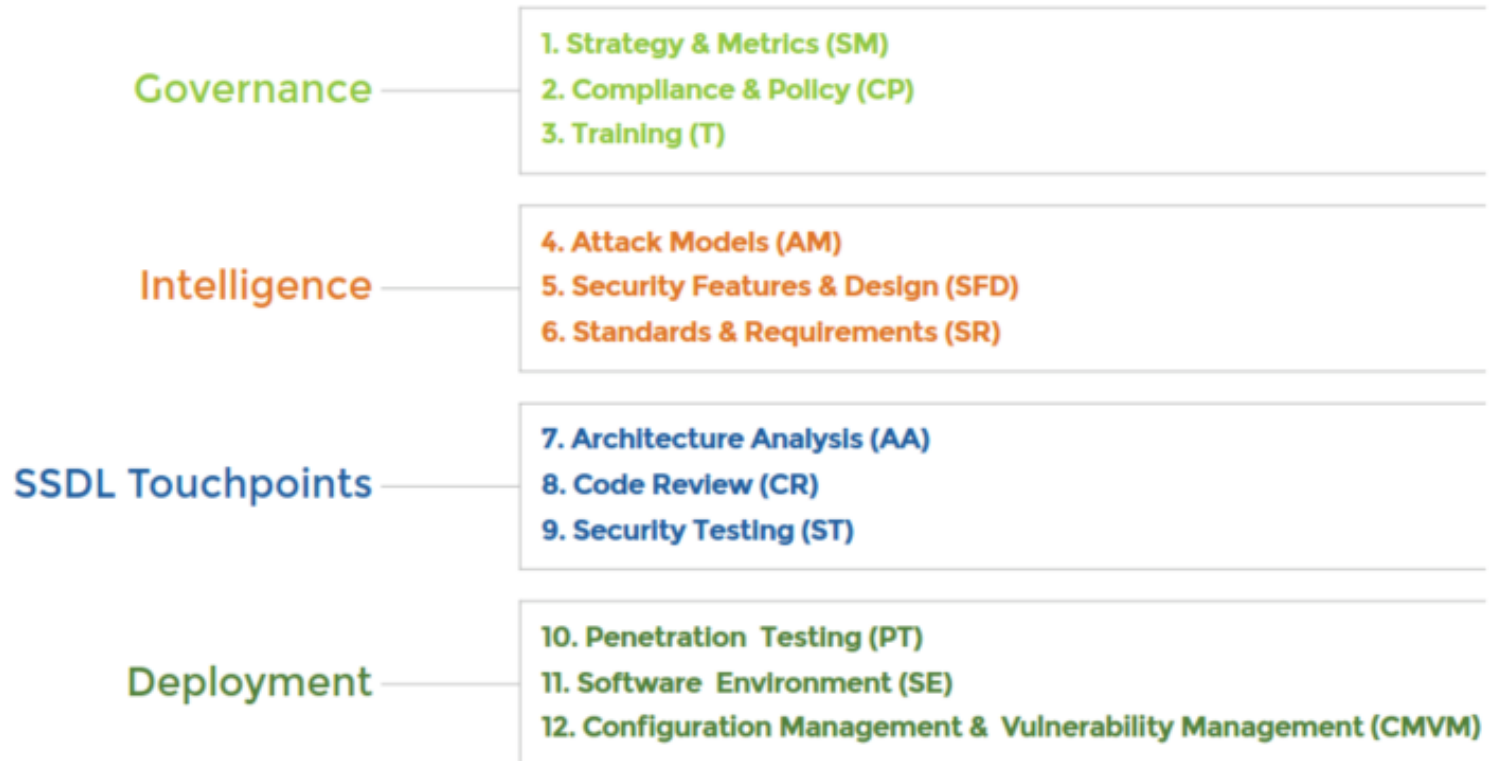 Governance
1. Strategy & Metrics (SM)
2. Compliance & Policy (CP)
3. Training (T)
Intelligence
4. Attack Models (AM)
5. Security Features & Design (SFD)
6. Standards & Requirements (SR)
SSDL Touchpoints
7. Architecture Analysis (AA)
8. Code Review (CR)
9. Security Testing (ST)
Deployment
10. Penetration Testing (PT)
11. Software Environment (SE)
12. Configuration Management & Vulnerability Management (CMVM)